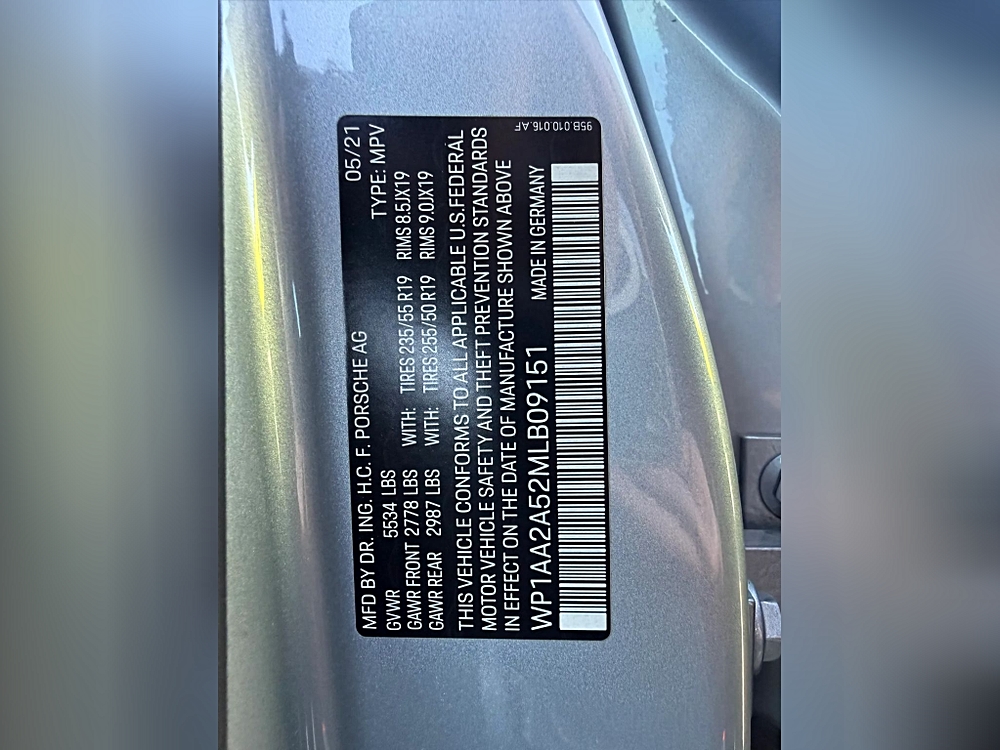 MFD BY DR. ING. H.C. F. PORSCHE AG 05/21
GVWR 5534 LBS TYPE: MPV
GAWR FRONT 2778 LBS WITH: TIRES 235/55 R19 RIMS 8.5JX19
GAWR REAR 2987 LBS WITH: TIRES 255/50 R19 RIMS 9.0JX19
THIS VEHICLE CONFORMS TO ALL APPLICABLE U.S.FEDERAL
MOTOR VEHICLE SAFETY AND THEFT PREVENTION STANDARDS
IN EFFECT ON THE DATE OF MANUFACTURE SHOWN ABOVE
WP1AA2A52MLB09151 MADE IN GERMANY
95B.010.016.AF